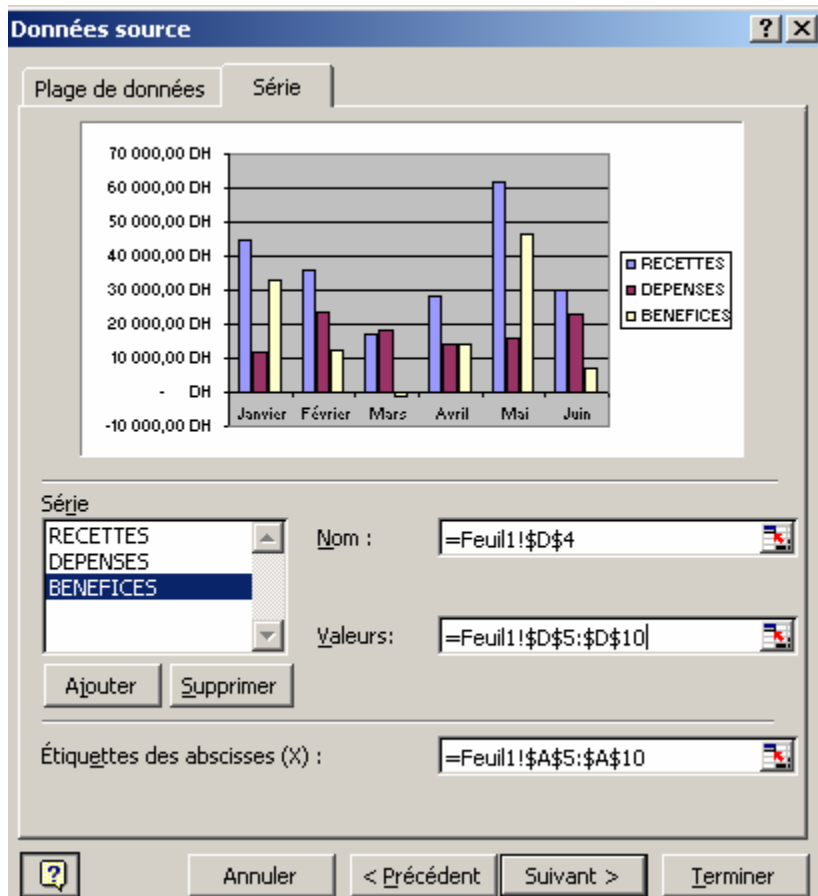 Données source
Plage de données Série
70 000,00 DH
60 000,00 DH
50 000,00 DH
40 000,00 DH
30 000,00 DH
20 000,00 DH
10 000,00 DH
- DH
-10 000,00 DH
Janvier Février Mars Avril Mai Juin
RECETTES
DEPENSES
BENEFICES
Série
RECETTES
DEPENSES
BENEFICES
Nom : =Feuil1!$D$4
Valeurs: =Feuil1!$D$5:$D$10
Ajouter Supprimer
Étiquettes des abscisses (X) : =Feuil1!$A$5:$A$10
Annuler < Précédent Suivant > Terminer